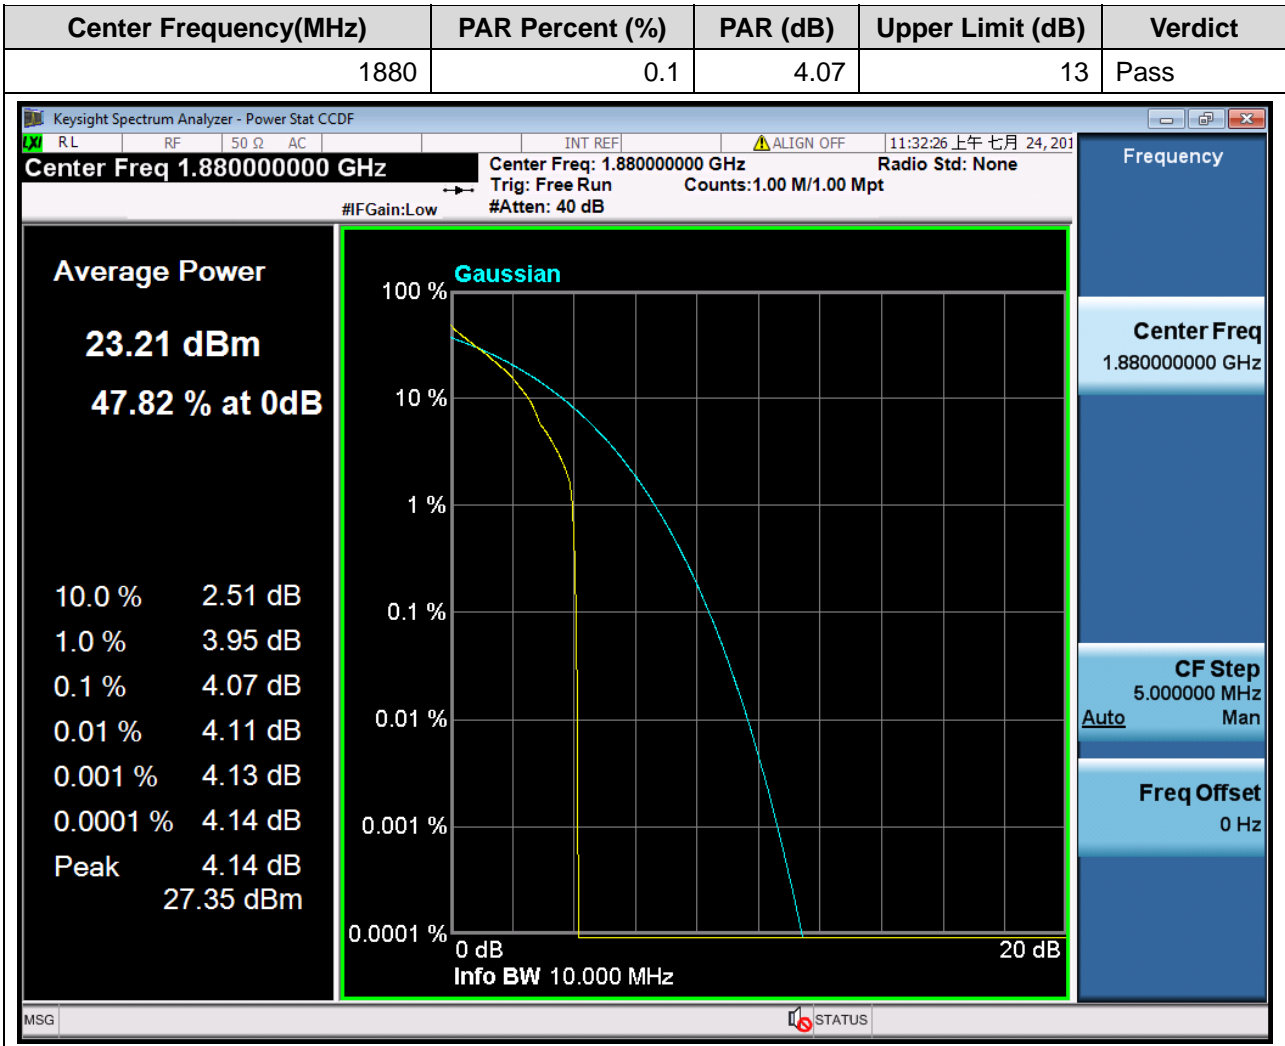 Center Frequency(MHz) PAR Percent (%) PAR (dB) Upper Limit (dB) Verdict
1880 0.1 4.07 13 Pass
Keysight Spectrum Analyzer - Power Stat CCDF
LXI RL RF 50 Ω AC INT REF ALIGN OFF 11:32:26 上午 七月 24, 201
Center Freq 1.880000000 GHz
Center Freq: 1.880000000 GHz Radio Std: None
Trig: Free Run Counts:1.00 M/1.00 Mpt
#IFGain:Low #Atten: 40 dB
Frequency
Average Power
23.21 dBm
47.82 % at 0dB
10.0 % 2.51 dB
1.0 % 3.95 dB
0.1 % 4.07 dB
0.01 % 4.11 dB
0.001 % 4.13 dB
0.0001 % 4.14 dB
Peak 4.14 dB
27.35 dBm
Gaussian
100 %
10 %
1 %
0.1 %
0.01 %
0.001 %
0.0001 %
0 dB 20 dB
Info BW 10.000 MHz
Center Freq
1.880000000 GHz
CF Step
5.000000 MHz
Auto Man
Freq Offset
0 Hz
MSG STATUS